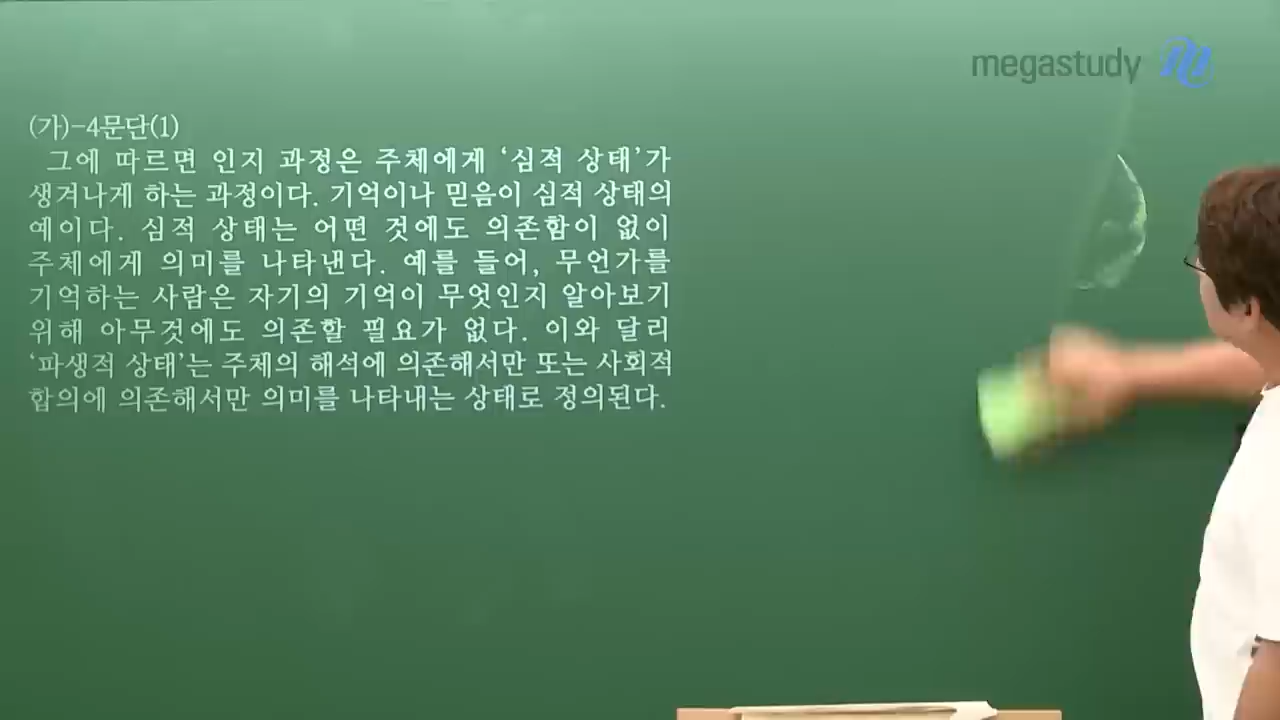 megastudy
(가)-4문단(1)
그에 따르면 인지 과정은 주체에게 ‘심적 상태’가
생겨나게 하는 과정이다. 기억이나 믿음이 심적 상태의
예이다. 심적 상태는 어떤 것에도 의존함이 없이
주체에게 의미를 나타낸다. 예를 들어, 무언가를
기억하는 사람은 자기의 기억이 무엇인지 알아보기
위해 아무것에도 의존할 필요가 없다. 이와 달리
‘파생적 상태’는 주체의 해석에 의존해서만 또는 사회적
합의에 의존해서만 의미를 나타내는 상태로 정의된다.